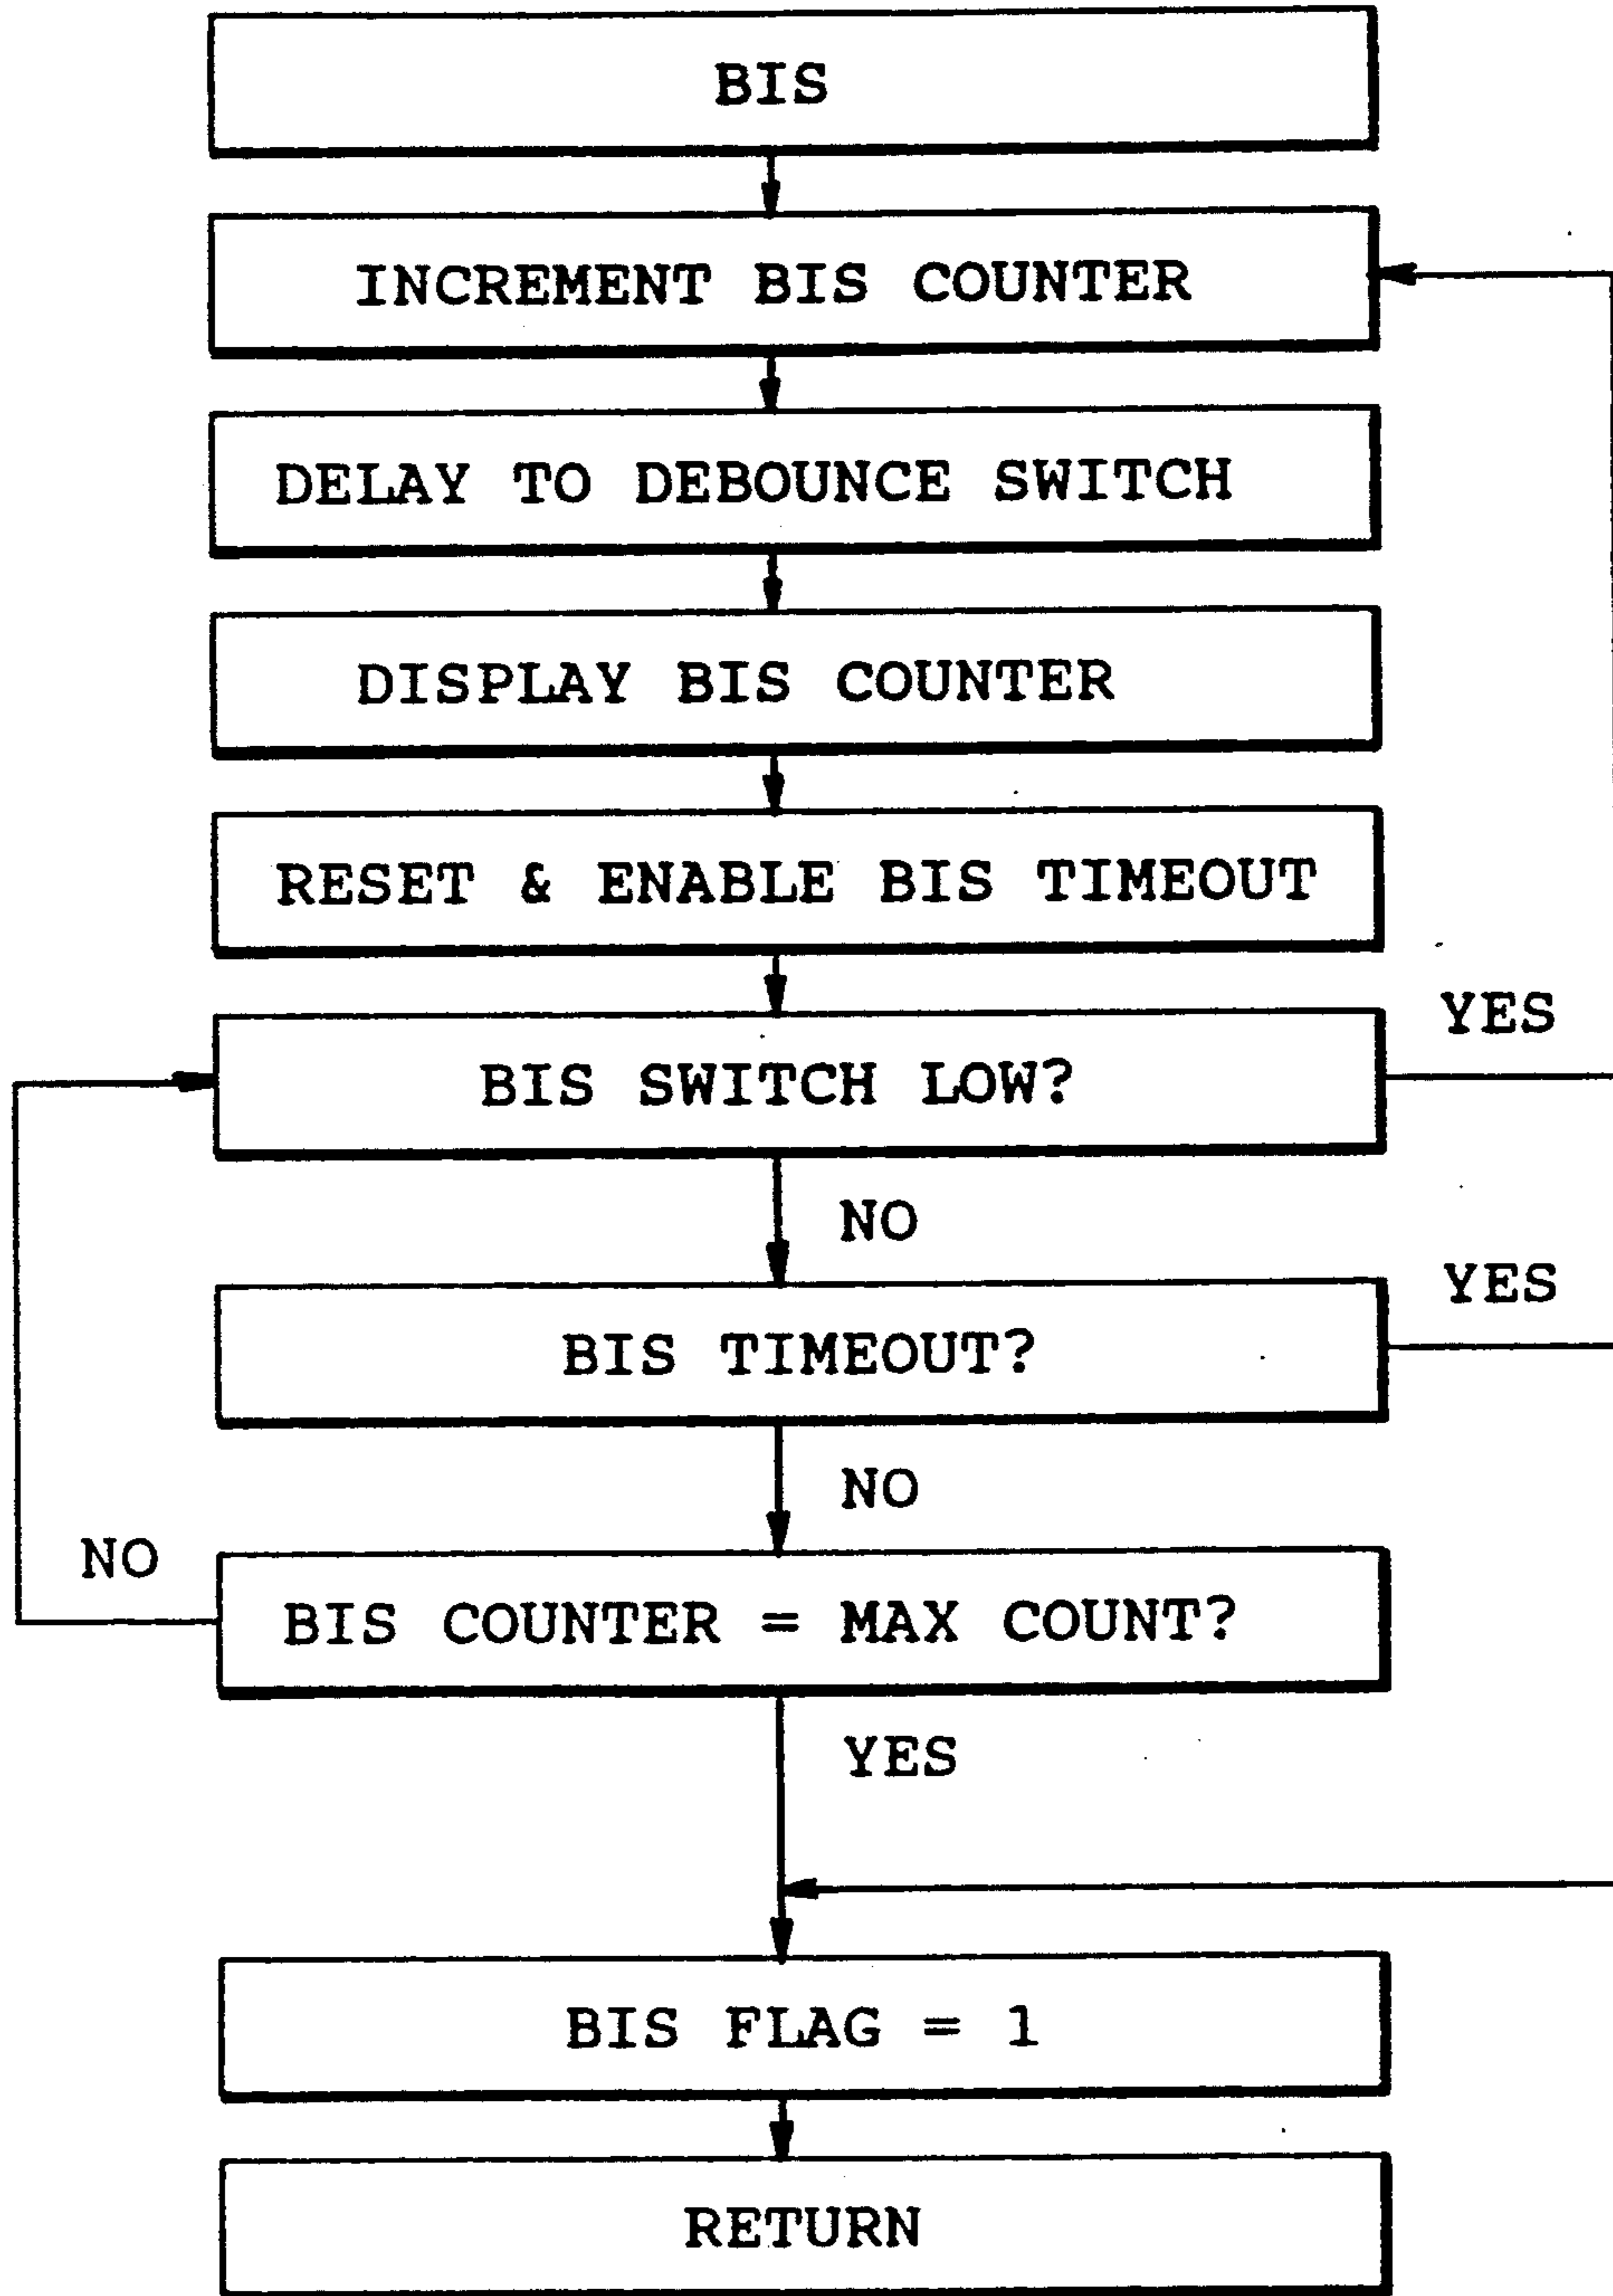 BIS
INCREMENT BIS COUNTER
DELAY TO DEBOUNCE SWITCH
DISPLAY BIS COUNTER
RESET & ENABLE BIS TIMEOUT
YES
BIS SWITCH LOW?
NO
YES
BIS TIMEOUT?
NO
NO
BIS COUNTER = MAX COUNT?
YES
BIS FLAG = 1
RETURN